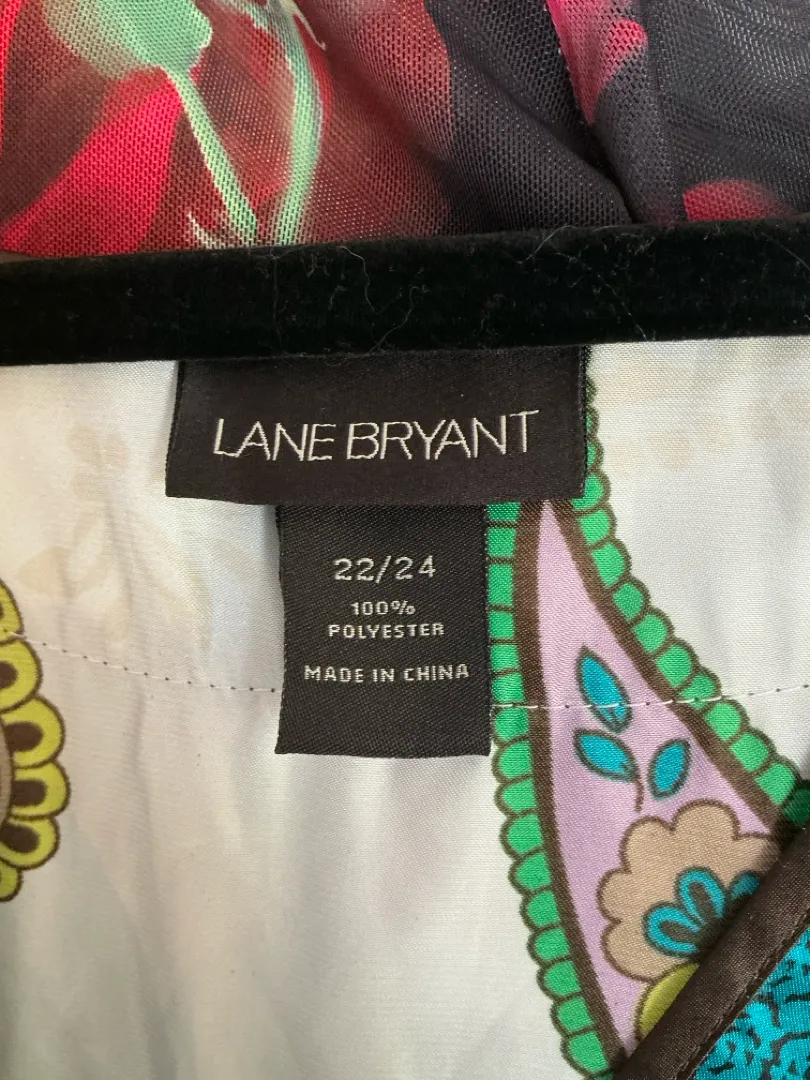 LANE BRYANT
22/24
100%
POLYESTER
MADE IN CHINA